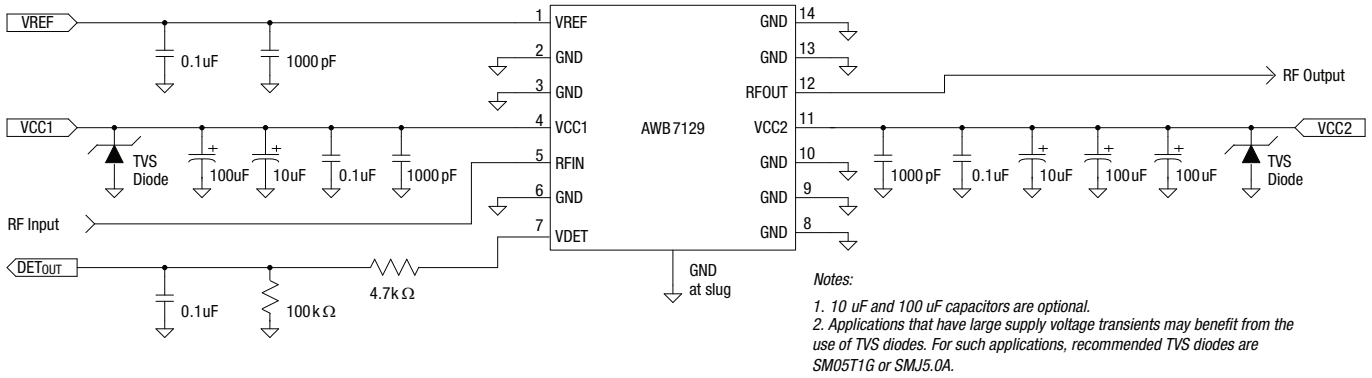 VREF
0.1uF
1000 pF
1 VREF
2 GND
3 GND
VCC1
4 VCC1
TVS
Diode
100uF
10uF
0.1uF
1000 pF
5 RFIN
6 GND
RF Input
7 VDET
DETOUT
0.1uF
100kΩ
4.7kΩ
AWB7129
GND
at slug
GND 14
GND 13
RFOUT 12
RF Output
VCC2 11
VCC2
GND 10
GND 9
GND 8
1000 pF
0.1uF
10uF
100uF
100uF
TVS
Diode
Notes:
1. 10 uF and 100 uF capacitors are optional.
2. Applications that have large supply voltage transients may benefit from the
use of TVS diodes. For such applications, recommended TVS diodes are
SM05T1G or SMJ5.0A.